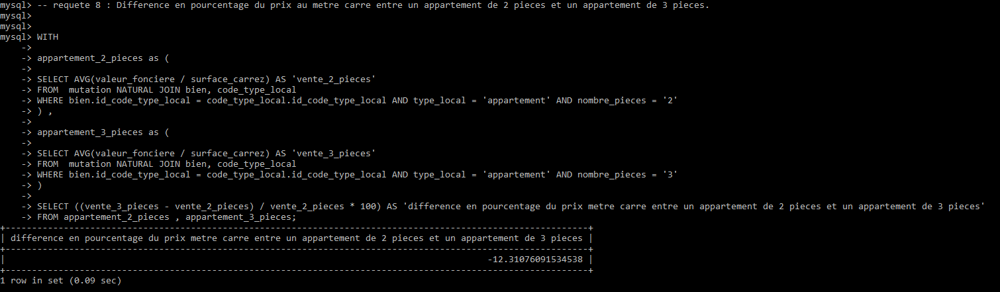 mysql> -- requete 8 : Difference en pourcentage du prix au metre carre entre un appartement de 2 pieces et un appartement de 3 pieces.
mysql>
mysql>
mysql> WITH
    ->
    -> appartement_2_pieces as (
    ->
    -> SELECT AVG(valeur_fonciere / surface_carrez) AS 'vente_2_pieces'
    -> FROM  mutation NATURAL JOIN bien, code_type_local
    -> WHERE bien.id_code_type_local = code_type_local.id_code_type_local AND type_local = 'appartement' AND nombre_pieces = '2'
    -> ) ,
    ->
    -> appartement_3_pieces as (
    ->
    -> SELECT AVG(valeur_fonciere / surface_carrez) AS 'vente_3_pieces'
    -> FROM  mutation NATURAL JOIN bien, code_type_local
    -> WHERE bien.id_code_type_local = code_type_local.id_code_type_local AND type_local = 'appartement' AND nombre_pieces = '3'
    -> )
    ->
    -> SELECT ((vente_3_pieces - vente_2_pieces) / vente_2_pieces * 100) AS 'difference en pourcentage du prix metre carre entre un appartement de 2 pieces et un appartement de 3 pieces'
    -> FROM appartement_2_pieces , appartement_3_pieces;
+-------------------------------------------------------------------------------------------------------------+
| difference en pourcentage du prix metre carre entre un appartement de 2 pieces et un appartement de 3 pieces |
+-------------------------------------------------------------------------------------------------------------+
|                                                                                           -12.31076091534538 |
+-------------------------------------------------------------------------------------------------------------+
1 row in set (0.09 sec)